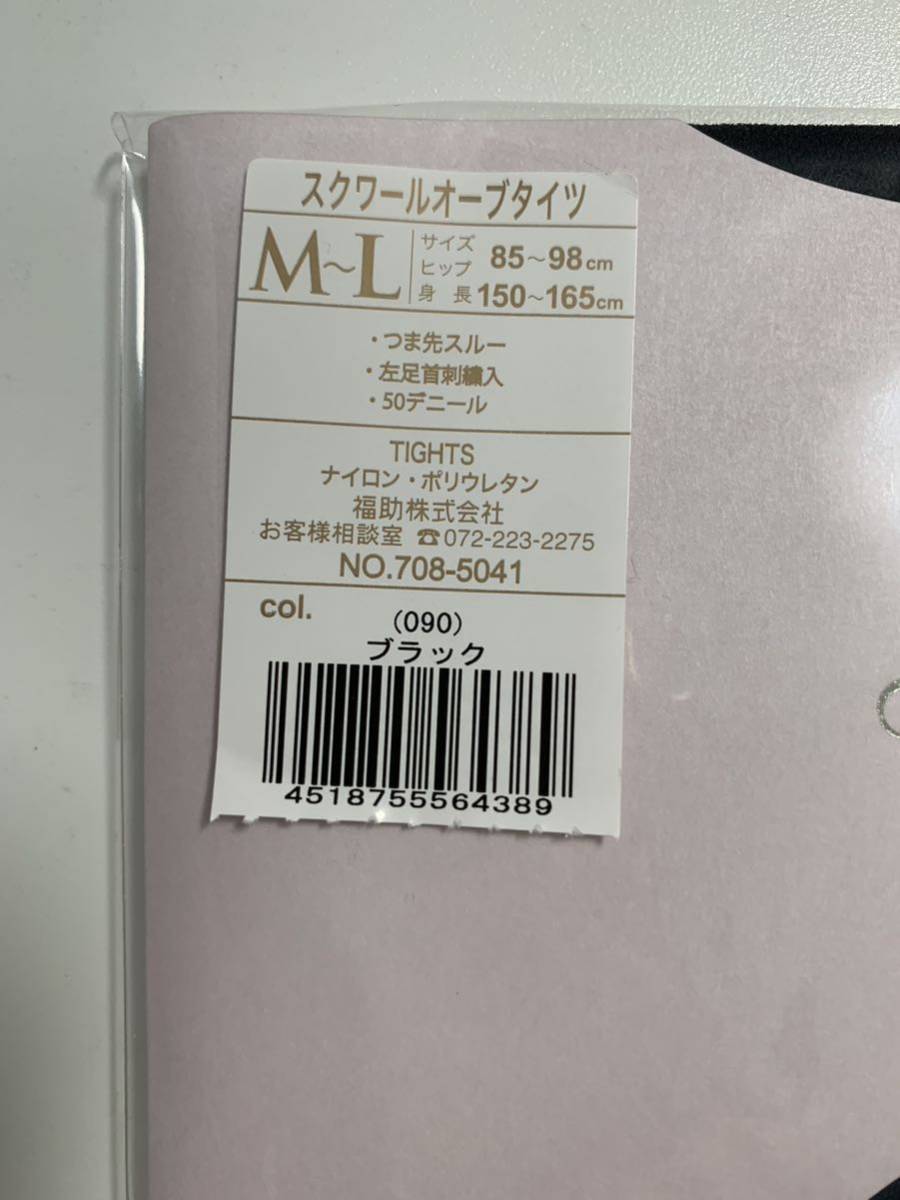 スクワールオーブタイツ
M~L サイズ
ヒップ 85~98cm
身長 150~165cm
・つま先スルー
・左足首刺繍入
・50デニール
TIGHTS
ナイロン・ポリウレタン
福助株式会社
お客様相談室 ☎072-223-2275
NO.708-5041
col. (090)
ブラック
4518755564389